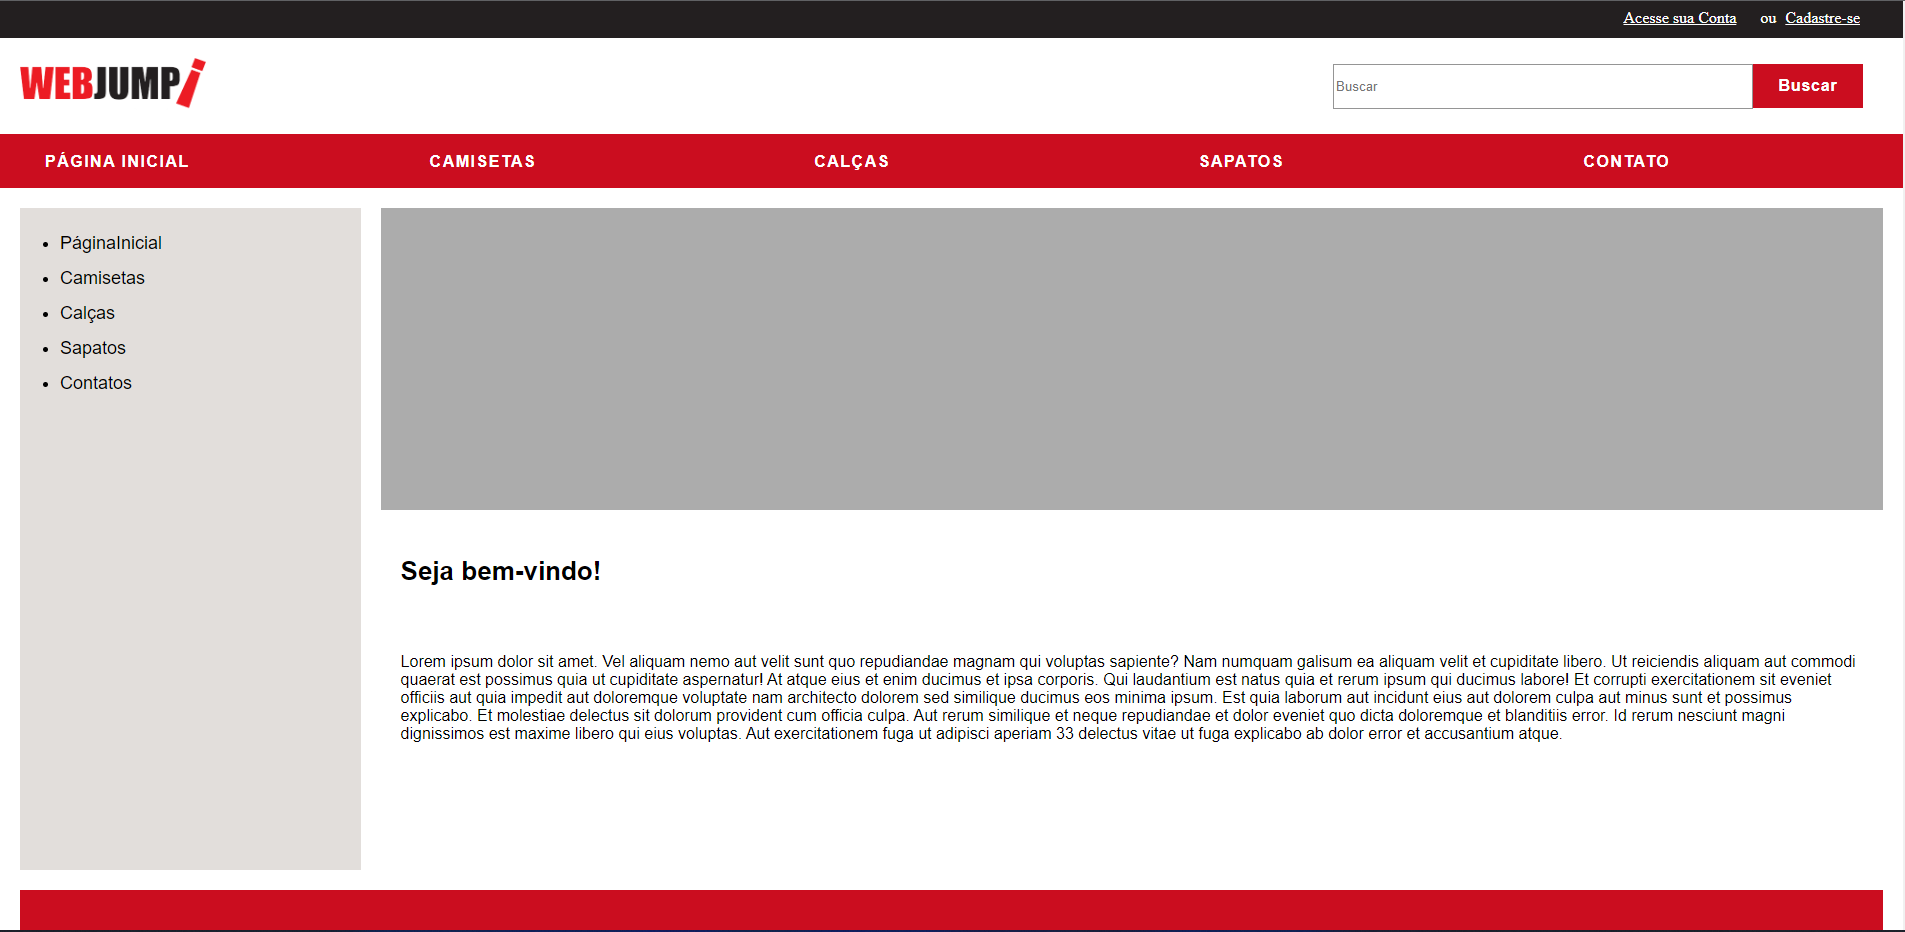 Acesse sua Conta ou Cadastre-se
WEBJUMP!
Buscar Buscar
PÁGINA INICIAL CAMISETAS CALÇAS SAPATOS CONTATO
PáginaInicial
Camisetas
Calças
Sapatos
Contatos
Seja bem-vindo!
Lorem ipsum dolor sit amet. Vel aliquam nemo aut velit sunt quo repudiandae magnam qui voluptas sapiente? Nam numquam galisum ea aliquam velit et cupiditate libero. Ut reiciendis aliquam aut commodi
quaerat est possimus quia ut cupiditate aspernatur! At atque eius et enim ducimus et ipsa corporis. Qui laudantium est natus quia et rerum ipsum qui ducimus labore! Et corrupti exercitationem sit eveniet
officiis aut quia impedit aut doloremque voluptate nam architecto dolorem sed similique ducimus eos minima ipsum. Est quia laborum aut incidunt eius aut dolorem culpa aut minus sunt et possimus
explicabo. Et molestiae delectus sit dolorum provident cum officia culpa. Aut rerum similique et neque repudiandae et dolor eveniet quo dicta doloremque et blanditiis error. Id rerum nesciunt magni
dignissimos est maxime libero qui eius voluptas. Aut exercitationem fuga ut adipisci aperiam 33 delectus vitae ut fuga explicabo ab dolor error et accusantium atque.